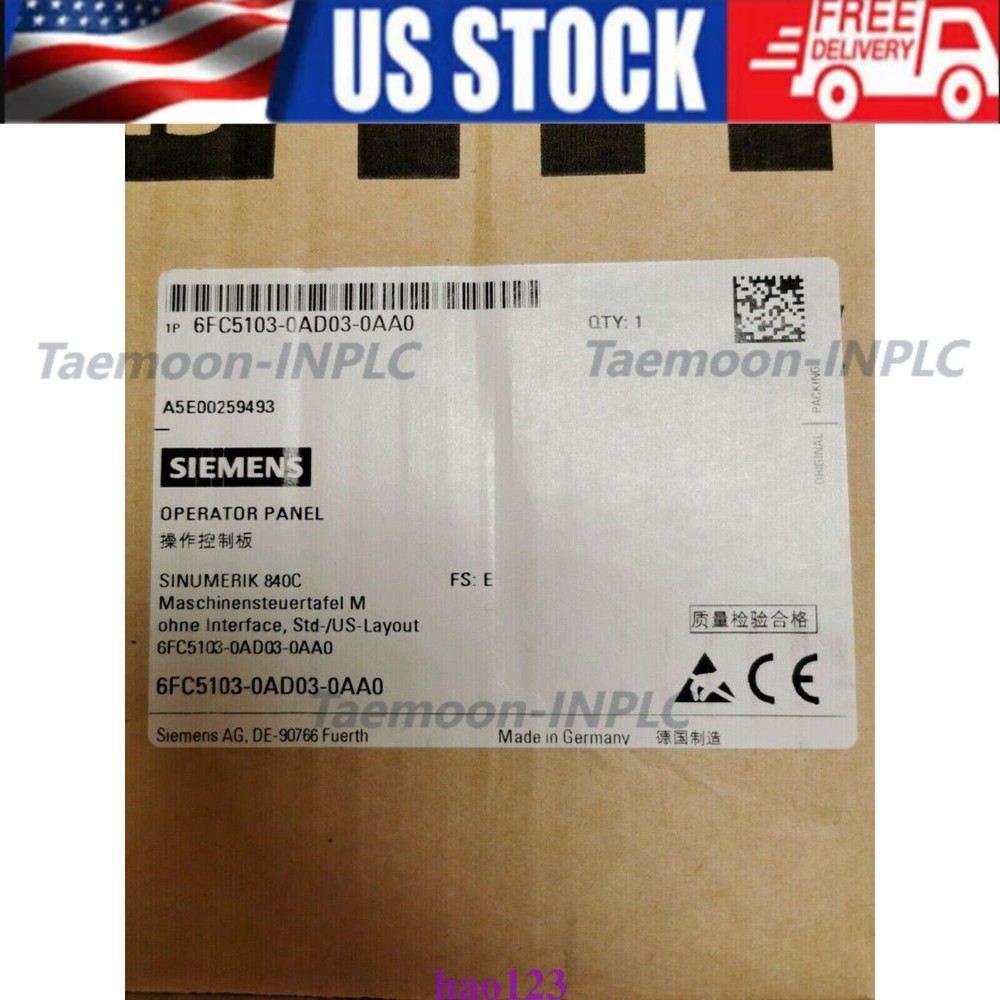 US STOCK
FREE
DELIVERY
1P 6FC5103-0AD03-0AA0
QTY: 1
Taemoon-INPLC
Taemoon-INPLC
A5E00259493
ORIGINAL PACKING
SIEMENS
OPERATOR PANEL
操作控制板
SINUMERIK 840C
FS: E
Maschinensteuertafel M
ohne Interface, Std-/US-Layout
6FC5103-0AD03-0AA0
质量检验合格
6FC5103-0AD03-0AA0
CE
Taemoon-INPLC
Siemens AG, DE-90766 Fuerth
Made in Germany
德国制造
hao123